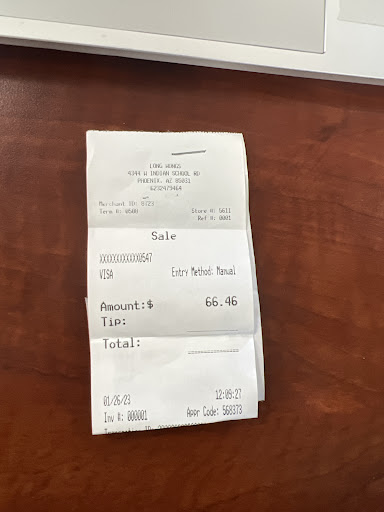 LONG WONGS
4344 W INDIAN SCHOOL RD
PHOENIX, AZ 85031
6232479464
Merchant ID: 8723
Term #: 0500 Store #: 5611
Ref #: 0001
Sale
XXXXXXXXXXXX0547
VISA Entry Method: Manual
Amount:$ 66.46
Tip:
Total:
01/26/23 12:09:27
Inv #: 000001 Appr Code: 568373